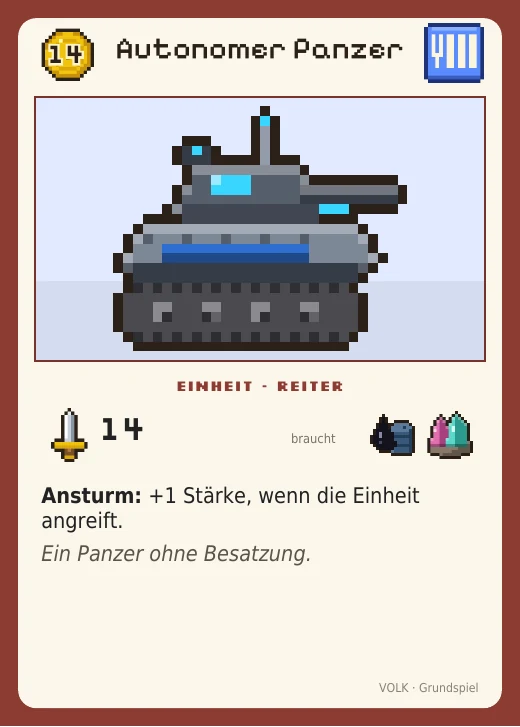 14 Autonomer Panzer VIII
EINHEIT - REITER
14 braucht
Ansturm: +1 Stärke, wenn die Einheit
angreift.
Ein Panzer ohne Besatzung.
VOLK · Grundspiel